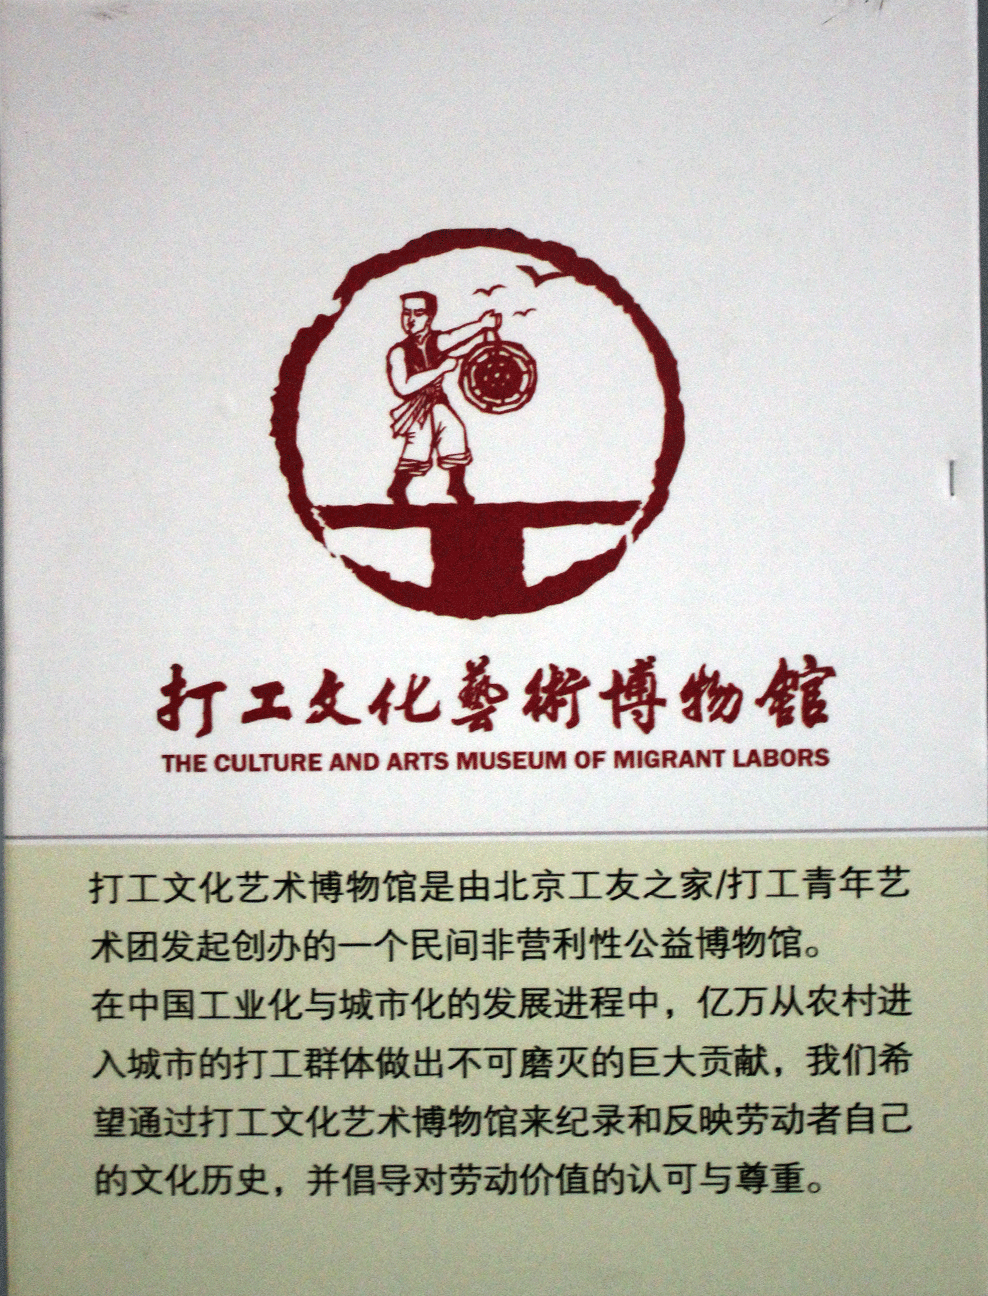 打工文化藝術博物館
THE CULTURE AND ARTS MUSEUM OF MIGRANT LABORS
打工文化艺术博物馆是由北京工友之家/打工青年艺
术团发起创办的一个民间非营利性公益博物馆。
在中国工业化与城市化的发展进程中，亿万从农村进
入城市的打工群体做出不可磨灭的巨大贡献，我们希
望通过打工文化艺术博物馆来纪录和反映劳动者自己
的文化历史，并倡导对劳动价值的认可与尊重。